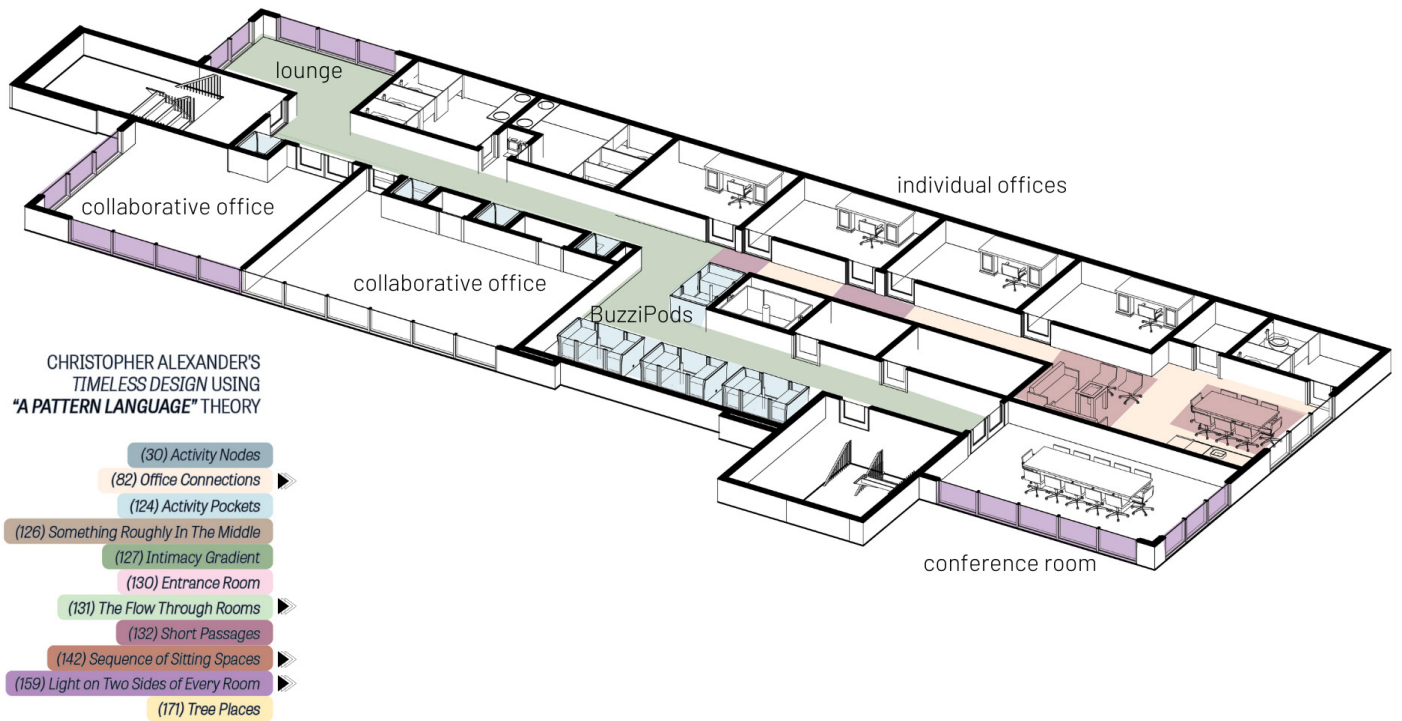 lounge
individual offices
collaborative office
collaborative office
BuzziPods
conference room
CHRISTOPHER ALEXANDER'S
TIMELESS DESIGN USING
"A PATTERN LANGUAGE" THEORY
(30) Activity Nodes
(82) Office Connections
(124) Activity Pockets
(126) Something Roughly In The Middle
(127) Intimacy Gradient
(130) Entrance Room
(131) The Flow Through Rooms
(132) Short Passages
(142) Sequence of Sitting Spaces
(159) Light on Two Sides of Every Room
(171) Tree Places